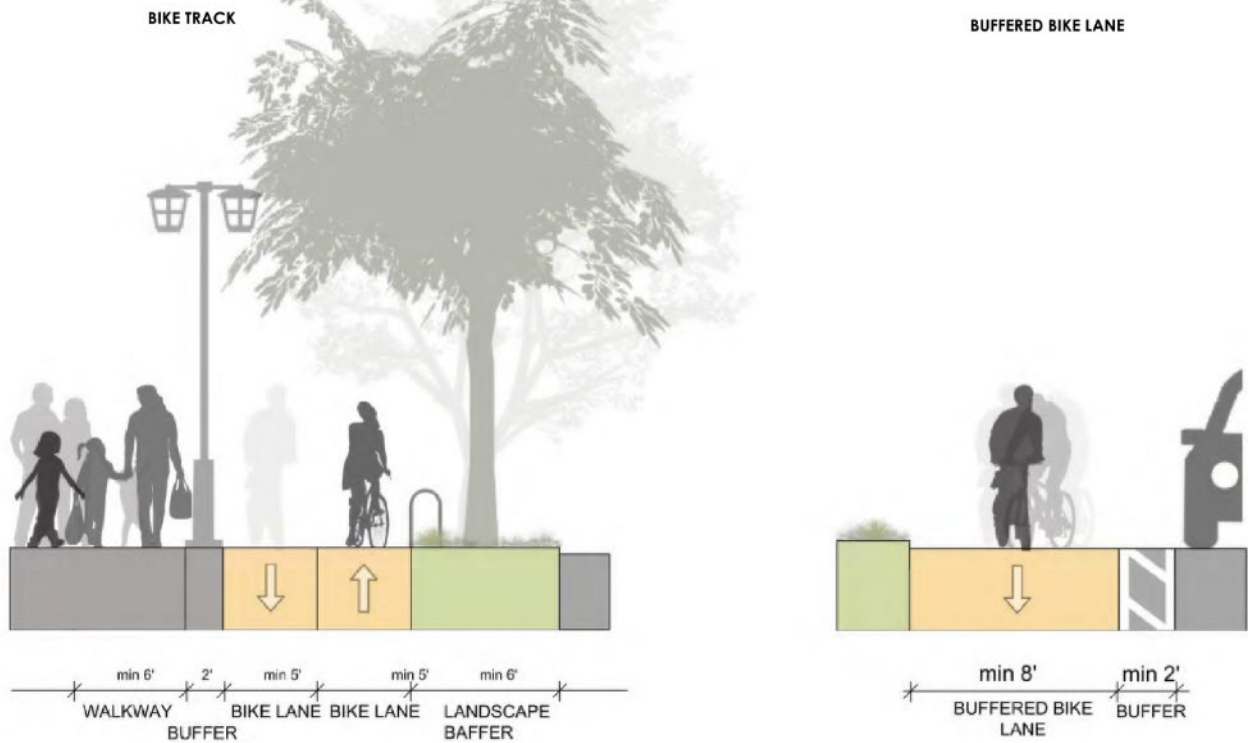 BIKE TRACK
BUFFERED BIKE LANE
min 6'
2'
min 5'
min 5'
min 6'
WALKWAY
BUFFER
BIKE LANE
BIKE LANE
LANDSCAPE
BAFFER
min 8'
min 2'
BUFFERED BIKE
LANE
BUFFER